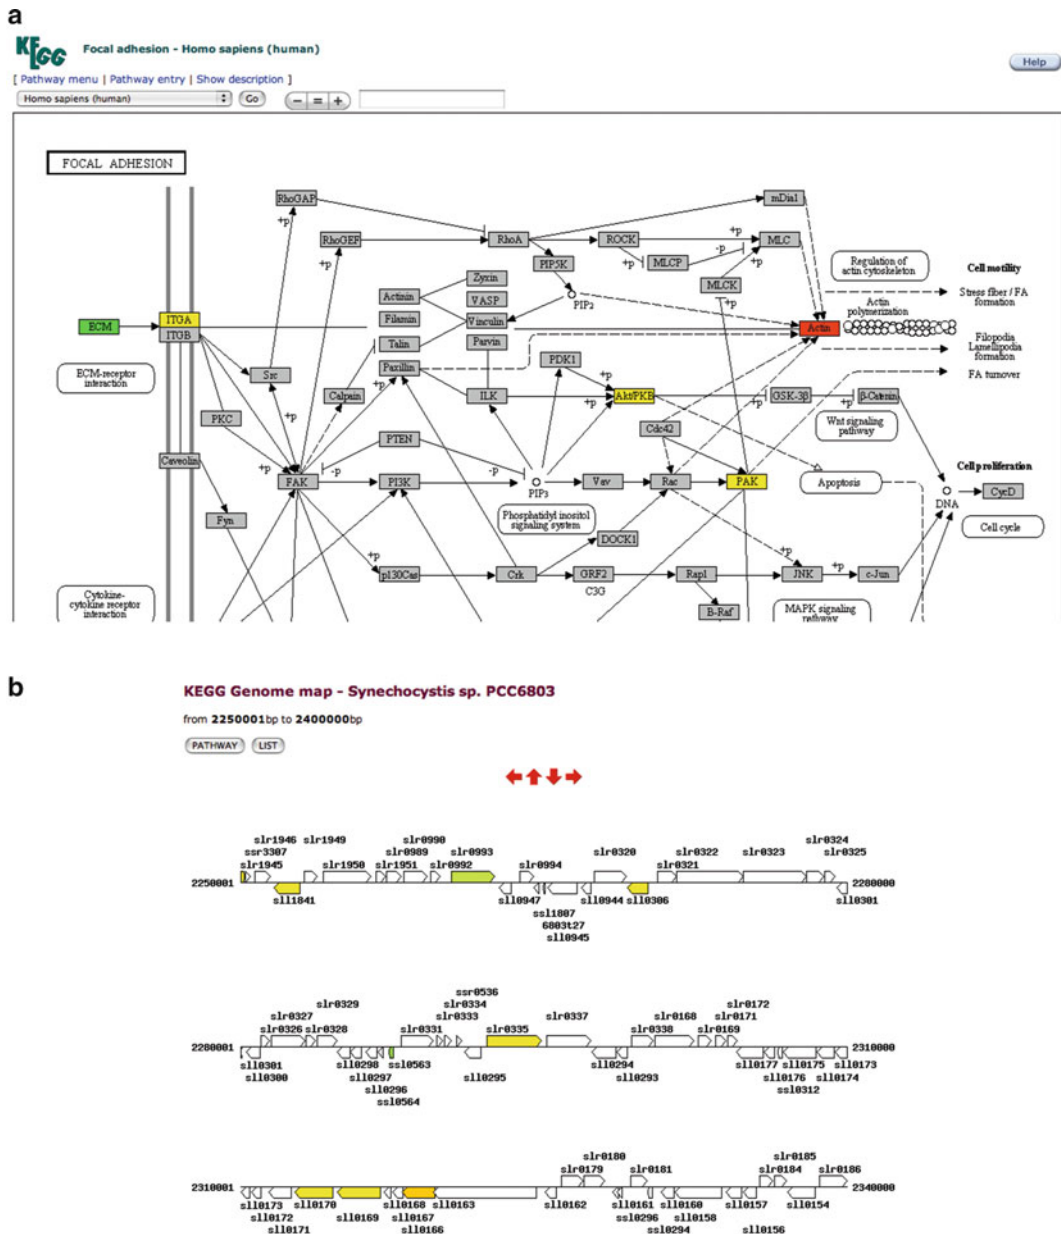 a
KEGG Focal adhesion - Homo sapiens (human)
Help
[ Pathway menu | Pathway entry | Show description ]
Homo sapiens (human) Go − = +
FOCAL ADHESION
RhoGAP
mDia1
+p
RhoGEF
RhoA
ROCK
+p
MLC
-p
+p
MLCP
+p
PIP5K
MLCK
+p
Regulation of
actin cytoskeleton
Cell motility
Zyxin
Actinin
VASP
PIP2
+p
Stress fiber / FA
formation
Actin
polymerization
ECM
ITGA
ITGB
Filamin
Vinculin
Actin
Talin
Parvin
Filopodia
Lamellipodia
formation
ECM-receptor
interaction
Src
Paxillin
PDK1
+p
FA turnover
+p
Calpain
+p
ILK
Akt/PKB
GSK-3β
β-Catenin
PKC
+p
+p
Wnt signaling
pathway
Cdc42
PTEN
Caveolin
+p
-p
-p
Cell proliferation
FAK
PI3K
PIP3
Vav
Rac
PAK
Apoptosis
DNA
CycD
Fyn
Phosphatidyl inositol
signaling system
Cell cycle
DOCK1
+p
+p
p130Cas
Crk
GRF2
Rap1
JNK
+p
c-Jun
C3G
Cytokine-
cytokine receptor
interaction
B-Raf
MAPK signaling
pathway
b
KEGG Genome map - Synechocystis sp. PCC6803
from 2250001bp to 2400000bp
PATHWAY LIST
slr1946 slr1949 slr0990 slr0324
ssr3307 slr0989 slr0993 slr0320 slr0322 slr0323 slr0325
slr1945 slr1950 slr1951 slr0992 slr0994 slr0321
2250001 2280000
sll1841 sll0947 sll0944 sll0306 sll0301
ssl1807
6803t27
sll0945
ssr0536
slr0329 slr0334 slr0172
slr0327 slr0333 slr0337 slr0168 slr0171
slr0326 slr0328 slr0331 slr0335 slr0338 slr0169
2280001 2310000
sll0301 sll0298 ssl0563 sll0294 sll0177 sll0175 sll0173
sll0300 sll0297 sll0295 sll0293 sll0176 sll0174
sll0296 ssl0312
ssl0564
slr0180 slr0185
slr0179 slr0181 slr0184 slr0186
2310001 2340000
sll0173 sll0170 sll0168 sll0163 sll0162 sll0161 sll0160 sll0157 sll0154
sll0172 sll0169 sll0167 ssl0296 sll0158
sll0171 sll0166 ssl0294 sll0156